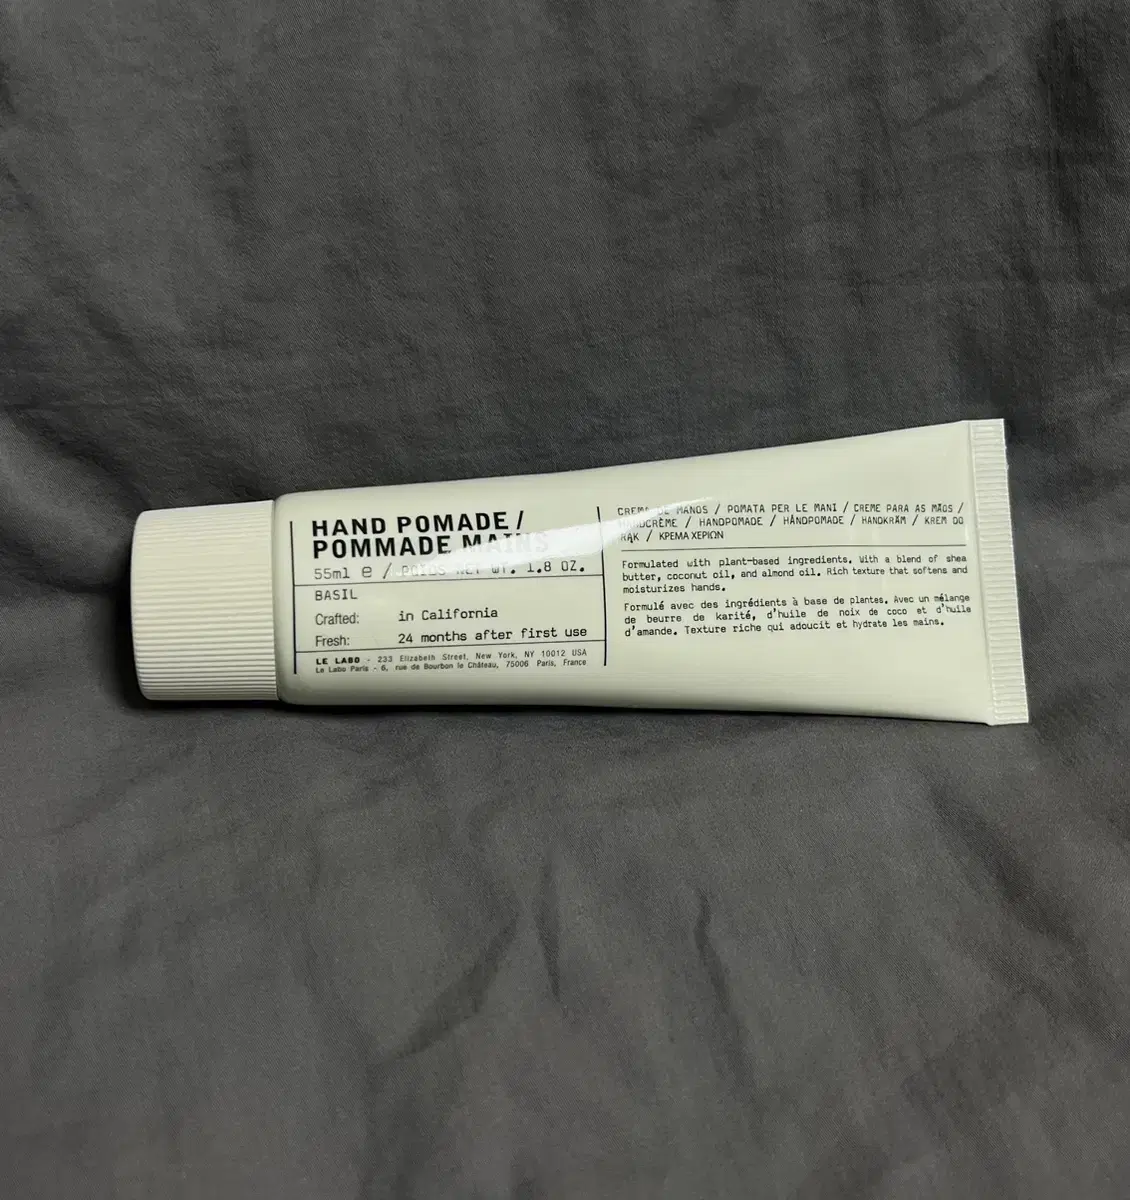 HAND POMADE /
POMMADE MAINS
55ml e / NET WT. 1.8 OZ.
BASIL
Crafted: in California
Fresh: 24 months after first use
LE LABO - 233 Elizabeth Street, New York, NY 10012 USA
Le Labo Paris - 6, rue de Bourbon le Château, 75006 Paris, France
CREMA DE MANOS / POMATA PER LE MANI / CREME PARA AS MÃOS /
HANDCRÈME / HANDPOMADE / HÅNDPOMADE / HANDKRÄM / KREM DO
RĄK / ΚΡΕΜΑ ΧΕΡΙΩΝ
Formulated with plant-based ingredients. With a blend of shea
butter, coconut oil, and almond oil. Rich texture that softens and
moisturizes hands.
Formulé avec des ingrédients à base de plantes. Avec un mélange
de beurre de karité, d'huile de noix de coco et d'huile
d'amande. Texture riche qui adoucit et hydrate les mains.